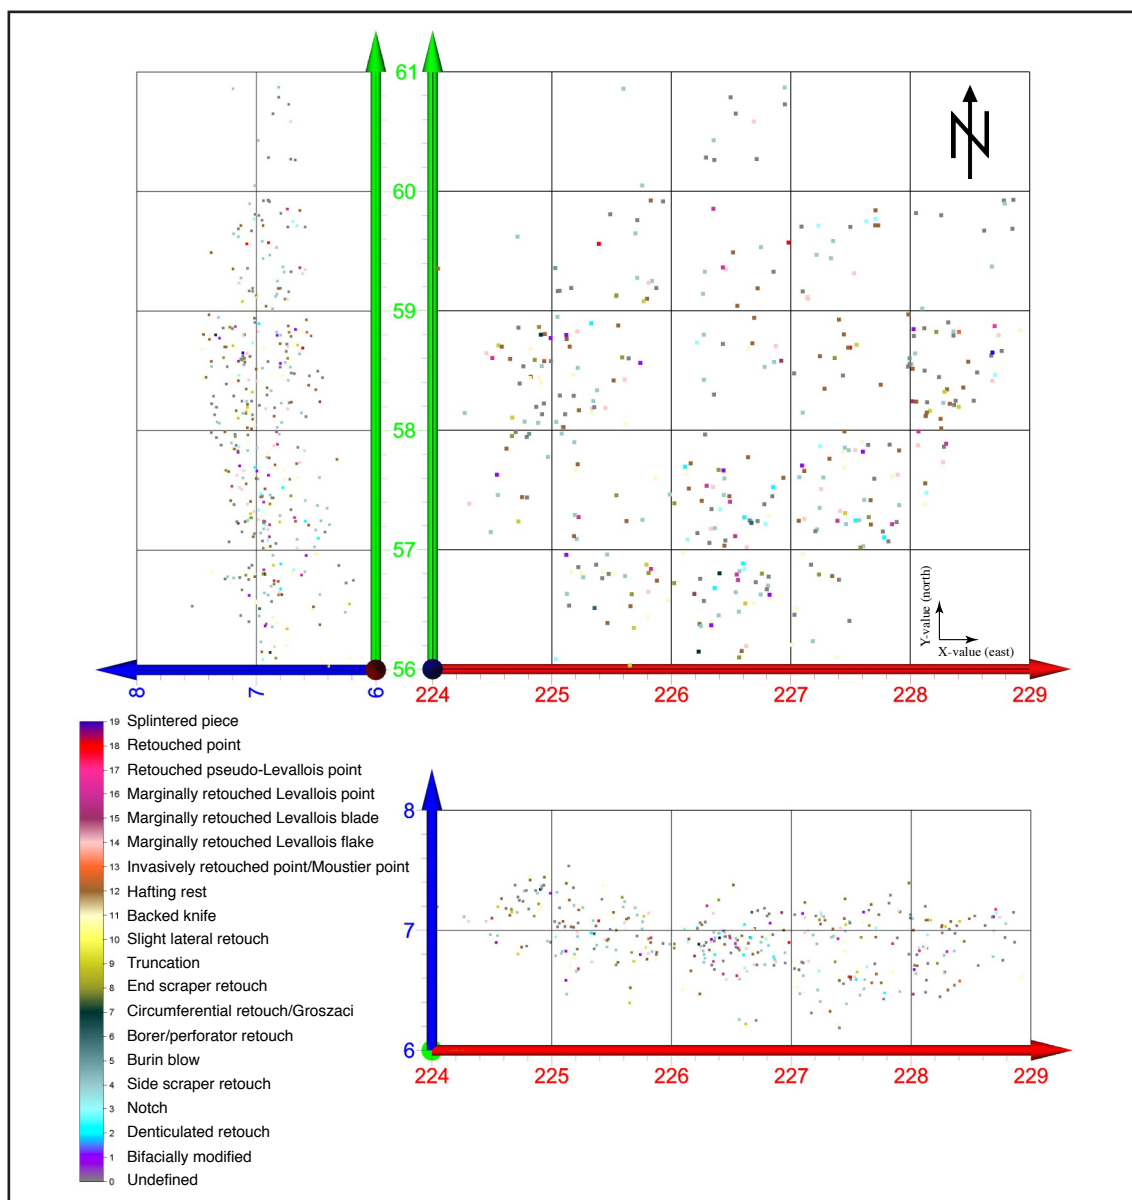 61
60
59
58
57
56
8
7
6
224
225
226
227
228
229
N
Y-value (north)
X-value (east)
19 Splintered piece
18 Retouched point
17 Retouched pseudo-Levallois point
16 Marginally retouched Levallois point
15 Marginally retouched Levallois blade
14 Marginally retouched Levallois flake
13 Invasively retouched point/Moustier point
12 Hafting rest
11 Backed knife
10 Slight lateral retouch
9 Truncation
8 End scraper retouch
7 Circumferential retouch/Groszaci
6 Borer/perforator retouch
5 Burin blow
4 Side scraper retouch
3 Notch
2 Denticulated retouch
1 Bifacially modified
0 Undefined
8
7
6
224
225
226
227
228
229